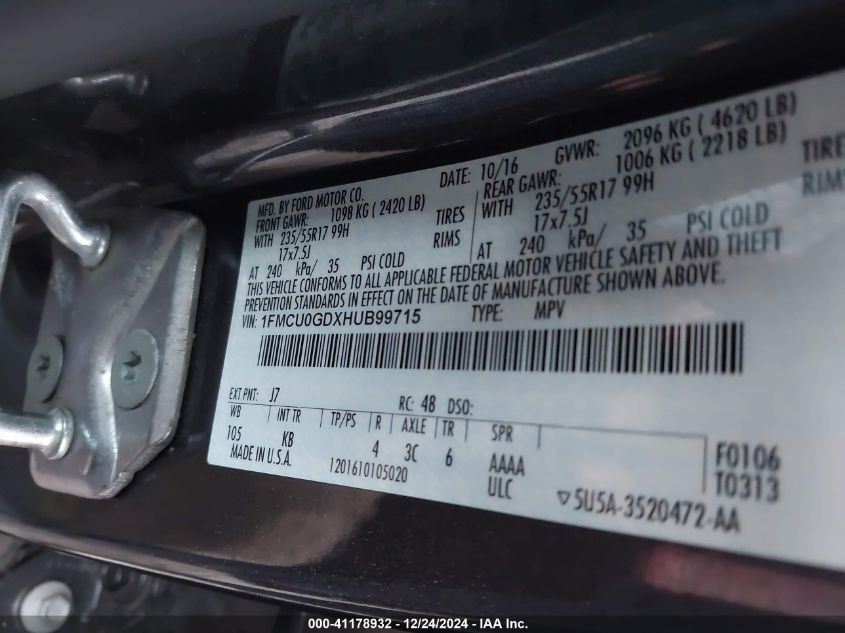 MFD. BY FORD MOTOR CO. DATE: 10/16 GVWR: 2096 KG ( 4620 LB)
FRONT GAWR: 1098 KG ( 2420 LB) REAR GAWR: 1006 KG ( 2218 LB)
WITH 235/55R17 99H TIRES WITH 235/55R17 99H TIRE
17x7.5J RIMS 17x7.5J RIMS
AT 240 kPa/ 35 PSI COLD AT 240 kPa/ 35 PSI COLD
THIS VEHICLE CONFORMS TO ALL APPLICABLE FEDERAL MOTOR VEHICLE SAFETY AND THEFT
PREVENTION STANDARDS IN EFFECT ON THE DATE OF MANUFACTURE SHOWN ABOVE.
VIN: 1FMCU0GDXHUB99715 TYPE: MPV
EXT PNT: J7 RC: 48 DSO:
WB INT TR TP/PS R AXLE TR SPR
105 KB 4 3C 6 AAAA F0106
MADE IN U.S.A. 1201610105020 ULC T0313
5U5A-3520472-AA
000-41178932 - 12/24/2024 - IAA Inc.